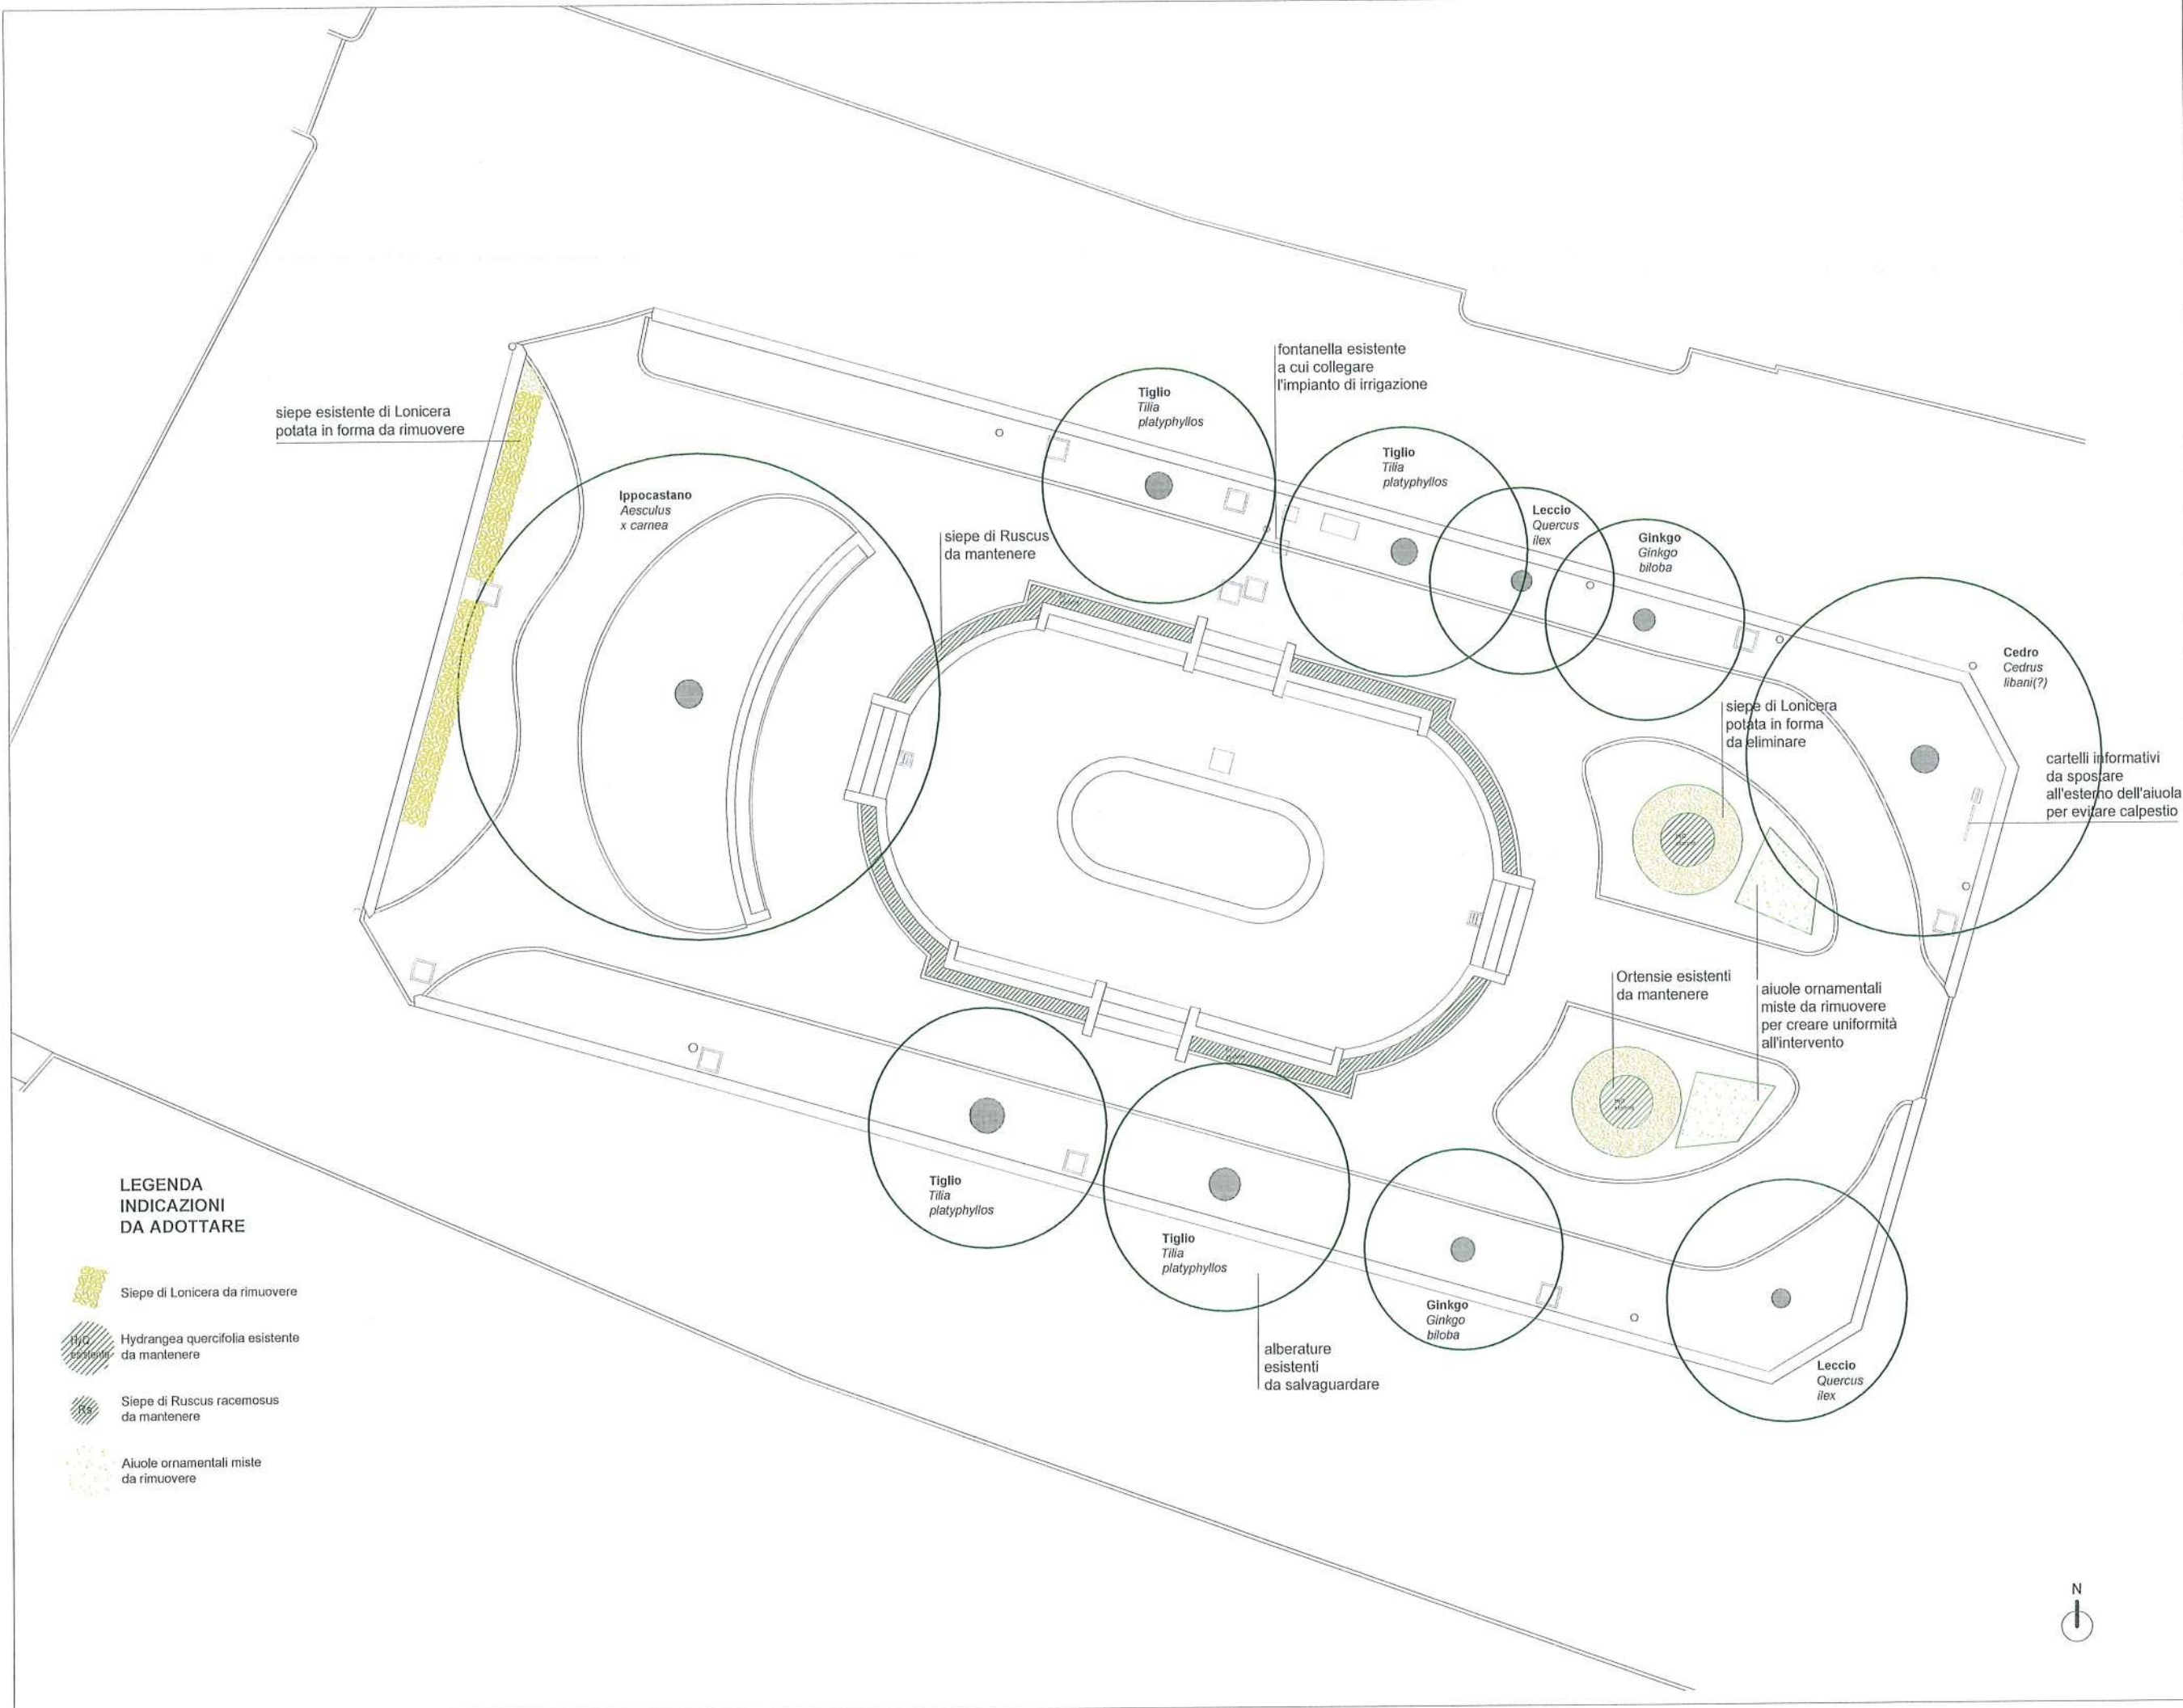 fontanella esistente
a cui collegare
l'impianto di irrigazione
Tiglio
Tilia
platyphyllos
siepe esistente di Lonicera
potata in forma da rimuovere
Tiglio
Tilia
platyphyllos
Ippocastano
Aesculus
x carnea
Leccio
Quercus
ilex
siepe di Ruscus
da mantenere
Ginkgo
Ginkgo
biloba
Cedro
Cedrus
libani(?)
siepe di Lonicera
potata in forma
da eliminare
cartelli informativi
da spostare
all'esterno dell'aiuola
per evitare calpestio
Ortensie esistenti
da mantenere
aiuole ornamentali
miste da rimuovere
per creare uniformità
all'intervento
Tiglio
Tilia
platyphyllos
Tiglio
Tilia
platyphyllos
Ginkgo
Ginkgo
biloba
alberature
esistenti
da salvaguardare
Leccio
Quercus
ilex
LEGENDA
INDICAZIONI
DA ADOTTARE
Siepe di Lonicera da rimuovere
HyQ
esistente
Hydrangea quercifolia esistente
da mantenere
Rs
Siepe di Ruscus racemosus
da mantenere
Aiuole ornamentali miste
da rimuovere
N